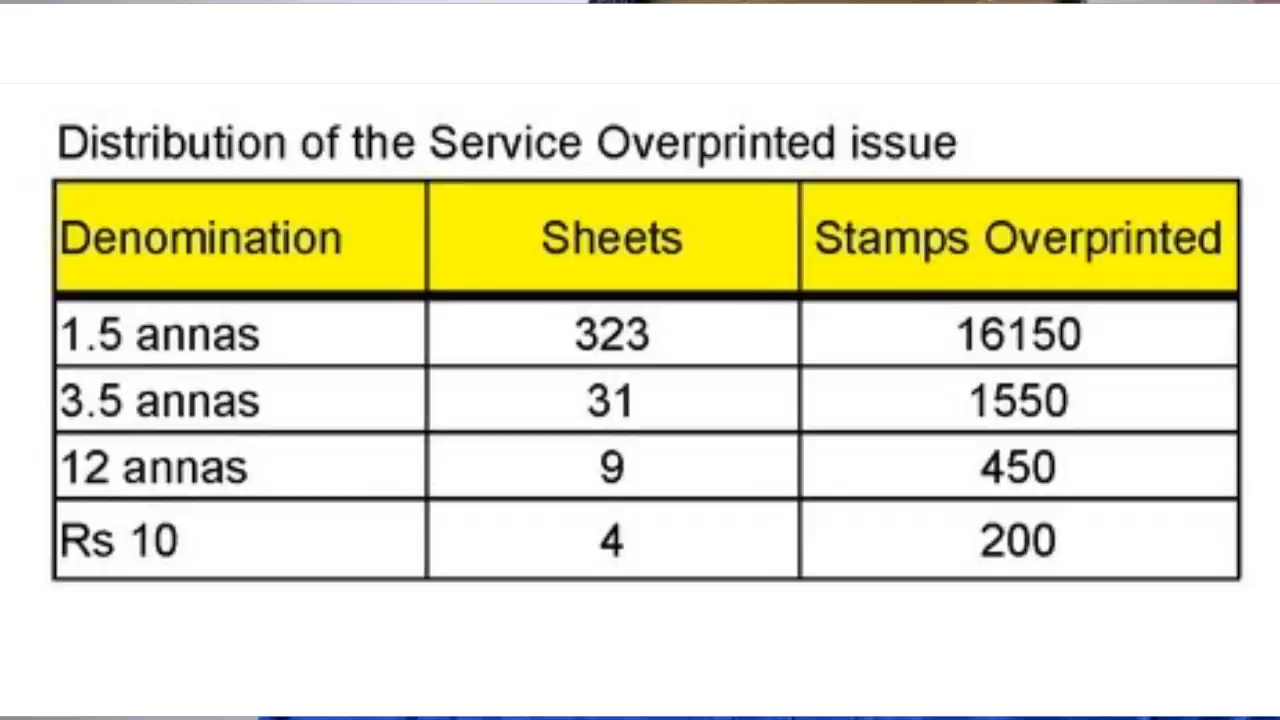 Distribution of the Service Overprinted issue
Denomination Sheets Stamps Overprinted
1.5 annas 323 16150
3.5 annas 31 1550
12 annas 9 450
Rs 10 4 200